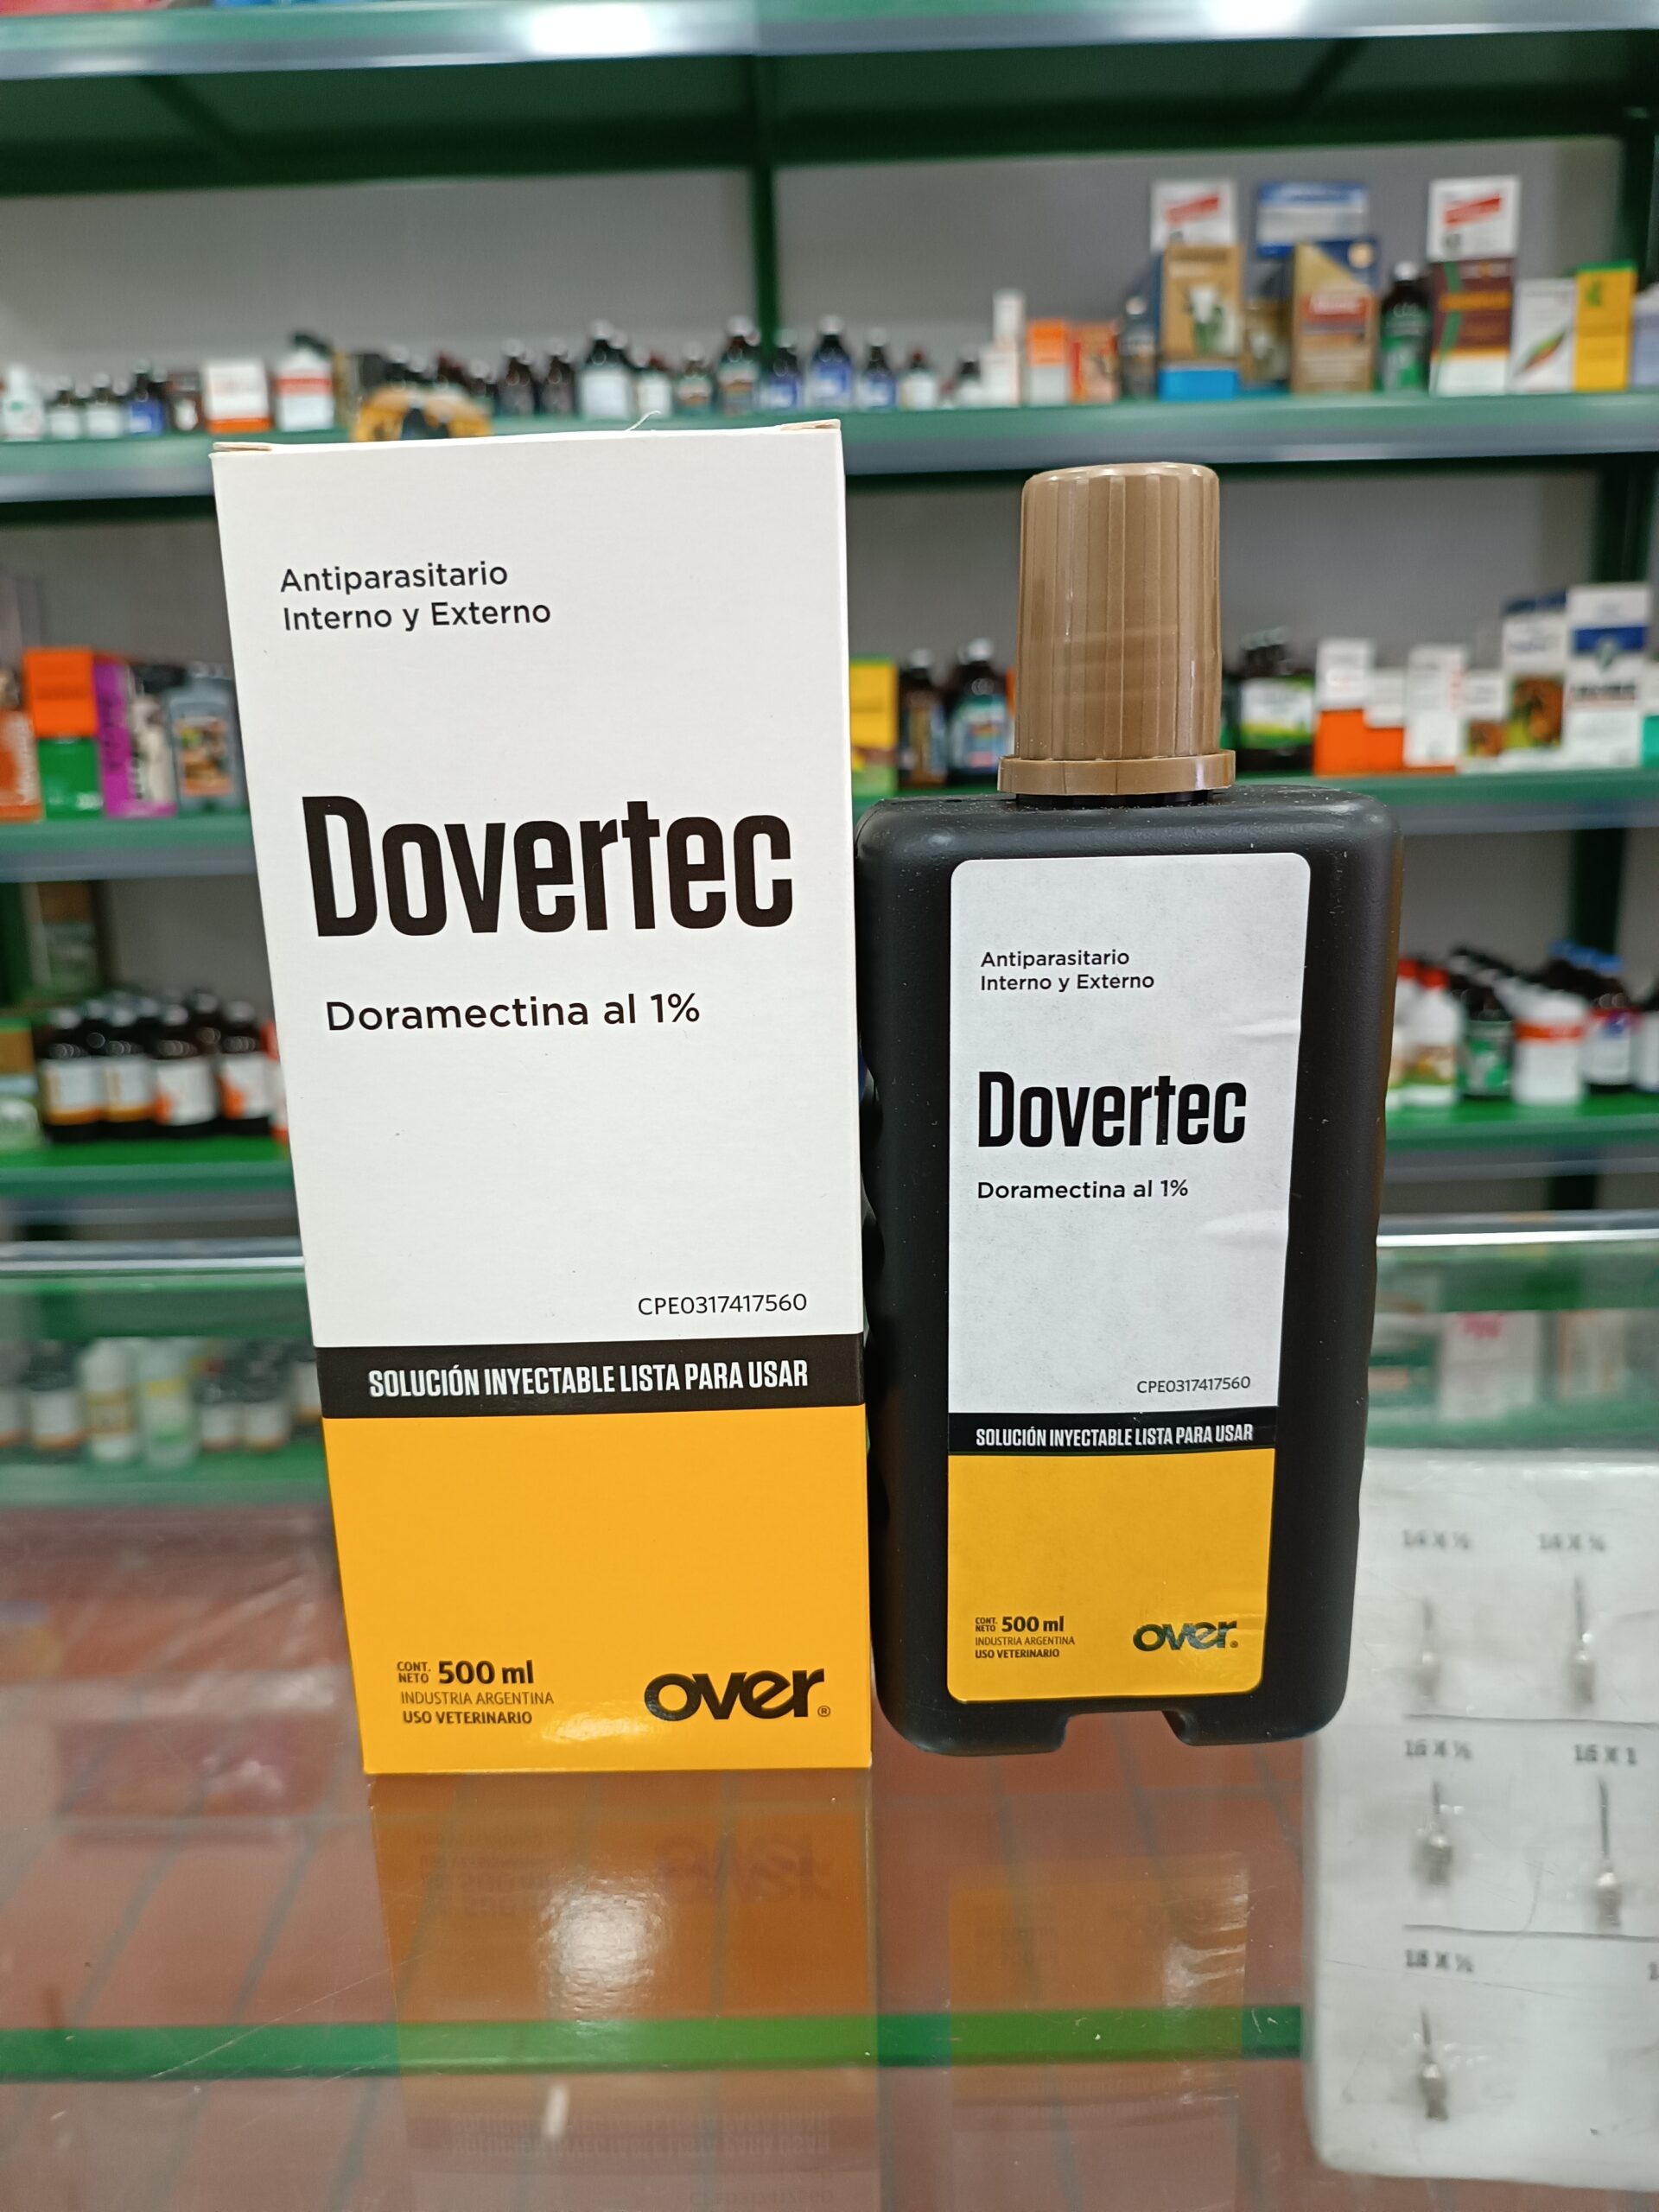 Antiparasitario
Interno y Externo
Dovertec
Doramectina al 1%
CPE0317417560
SOLUCIÓN INYECTABLE LISTA PARA USAR
CONT.
NETO 500 ml
INDUSTRIA ARGENTINA
USO VETERINARIO
over®
Antiparasitario
Interno y Externo
Dovertec
Doramectina al 1%
CPE0317417560
SOLUCIÓN INYECTABLE LISTA PARA USAR
CONT.
NETO 500 ml
INDUSTRIA ARGENTINA
USO VETERINARIO
over®